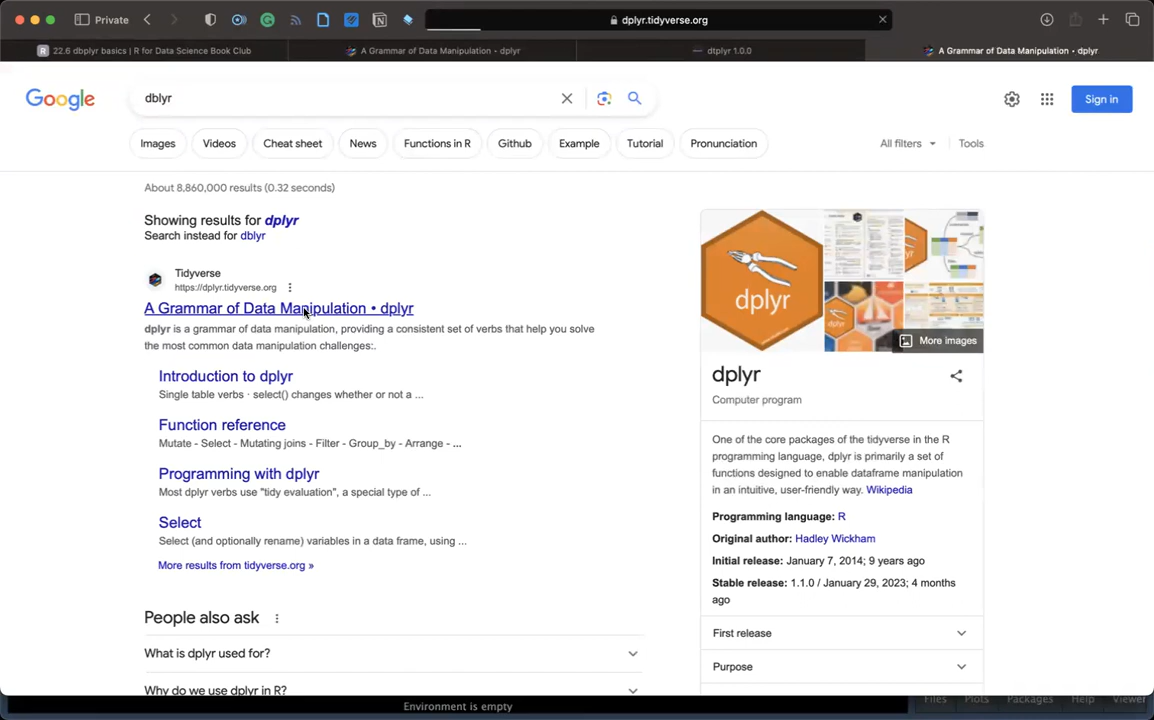 Private
dplyr.tidyverse.org
22.6 dbplyr basics | R for Data Science Book Club
A Grammar of Data Manipulation • dplyr
dtplyr 1.0.0
A Grammar of Data Manipulation • dplyr
Google
dblyr
Sign in
Images
Videos
Cheat sheet
News
Functions in R
Github
Example
Tutorial
Pronunciation
All filters
Tools
About 8,860,000 results (0.32 seconds)
Showing results for dplyr
Search instead for dblyr
Tidyverse
https://dplyr.tidyverse.org
A Grammar of Data Manipulation • dplyr
dplyr is a grammar of data manipulation, providing a consistent set of verbs that help you solve
the most common data manipulation challenges:.
Introduction to dplyr
Single table verbs · select() changes whether or not a ...
Function reference
Mutate - Select - Mutating joins - Filter - Group_by - Arrange - ...
Programming with dplyr
Most dplyr verbs use "tidy evaluation", a special type of ...
Select
Select (and optionally rename) variables in a data frame, using ...
More results from tidyverse.org »
People also ask
What is dplyr used for?
Why do we use dplyr in R?
dplyr
More images
dplyr
Computer program
One of the core packages of the tidyverse in the R
programming language, dplyr is primarily a set of
functions designed to enable dataframe manipulation
in an intuitive, user-friendly way. Wikipedia
Programming language: R
Original author: Hadley Wickham
Initial release: January 7, 2014; 9 years ago
Stable release: 1.1.0 / January 29, 2023; 4 months
ago
First release
Purpose
Environment is empty
Files Plots Packages Help Viewer